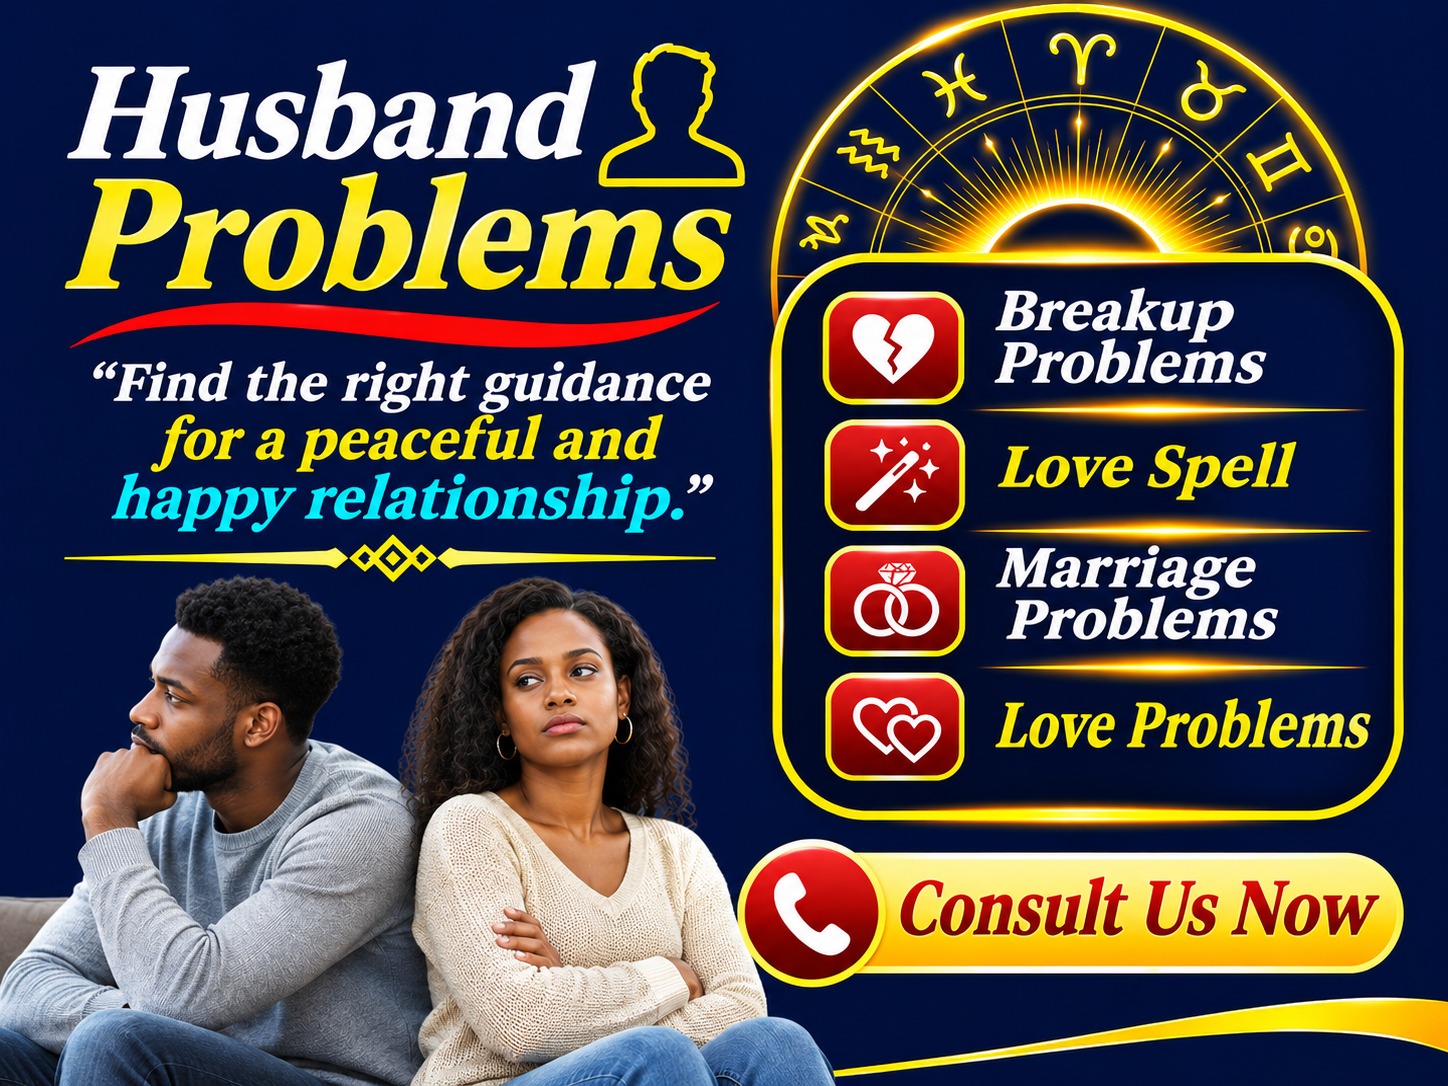 Husband
Problems
“Find the right guidance
for a peaceful and
happy relationship.”
Breakup
Problems
Love Spell
Marriage
Problems
Love Problems
Consult Us Now